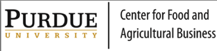 PURDUE
UNIVERSITY
Center for Food and
Agricultural Business